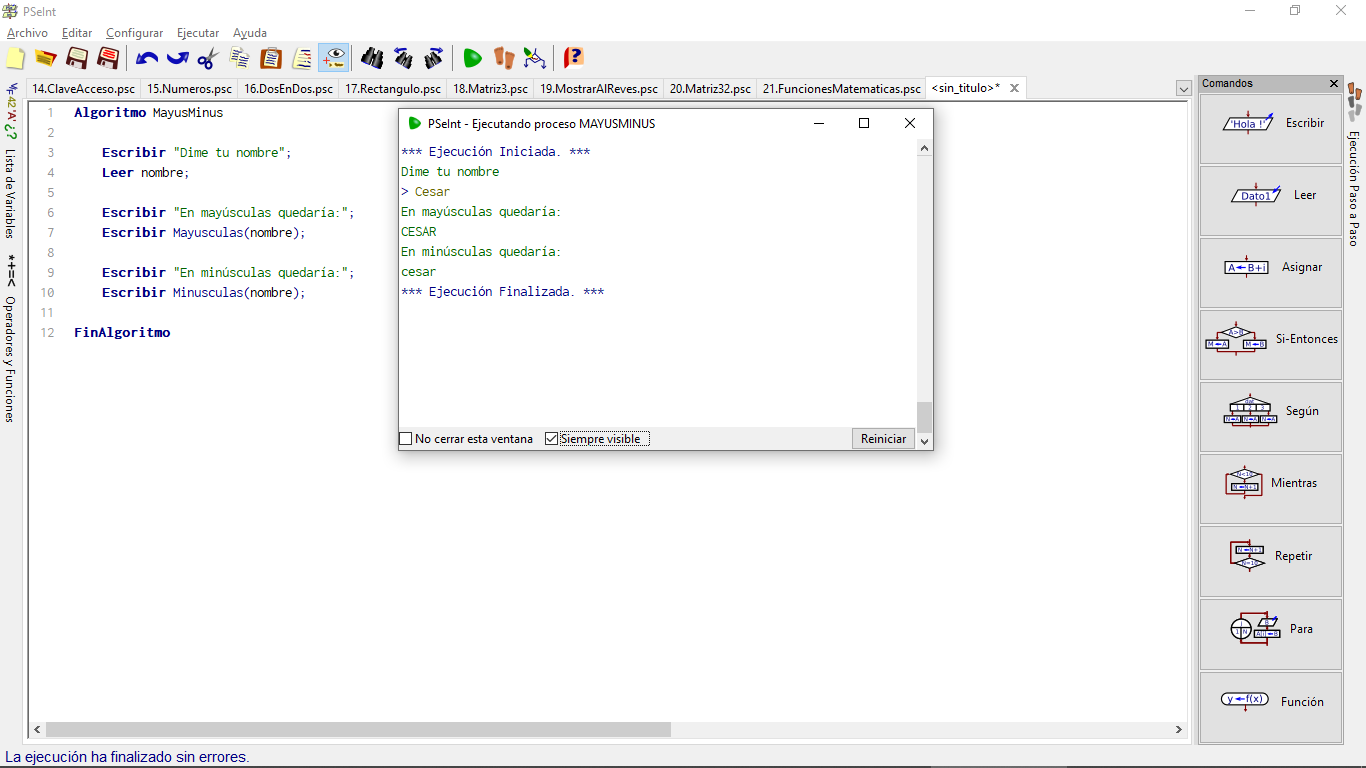 PSeInt
Archivo Editar Configurar Ejecutar Ayuda
14.ClaveAcceso.psc 15.Numeros.psc 16.DosEnDos.psc 17.Rectangulo.psc 18.Matriz3.psc 19.MostrarAlReves.psc 20.Matriz32.psc 21.FuncionesMatematicas.psc <sin_titulo>*
1 Algoritmo MayusMinus
2
3 Escribir "Dime tu nombre";
4 Leer nombre;
5
6 Escribir "En mayúsculas quedaría:";
7 Escribir Mayusculas(nombre);
8
9 Escribir "En minúsculas quedaría:";
10 Escribir Minusculas(nombre);
11
12 FinAlgoritmo
PSeInt - Ejecutando proceso MAYUSMINUS
*** Ejecución Iniciada. ***
Dime tu nombre
> Cesar
En mayúsculas quedaría:
CESAR
En minúsculas quedaría:
cesar
*** Ejecución Finalizada. ***
No cerrar esta ventana Siempre visible Reiniciar
Lista de Variables
*+=< Operadores y Funciones
Comandos
'Hola !' Escribir
Dato1 Leer
A←B+i Asignar
A>B M←A M←B Si-Entonces
Según
Mientras
Repetir
Para
y←f(x) Función
Ejecución Paso a Paso
La ejecución ha finalizado sin errores.